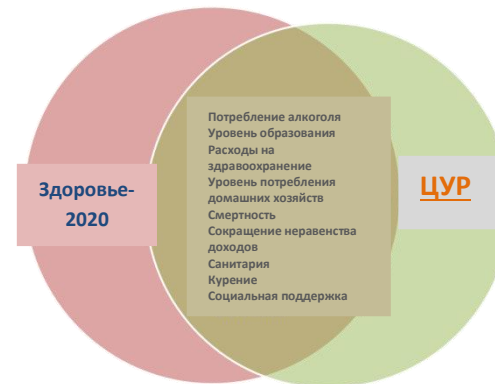 Здоровье-
2020
Потребление алкоголя
Уровень образования
Расходы на
здравоохранение
Уровень потребления
домашних хозяйств
Смертность
Сокращение неравенства
доходов
Санитария
Курение
Социальная поддержка
ЦУР